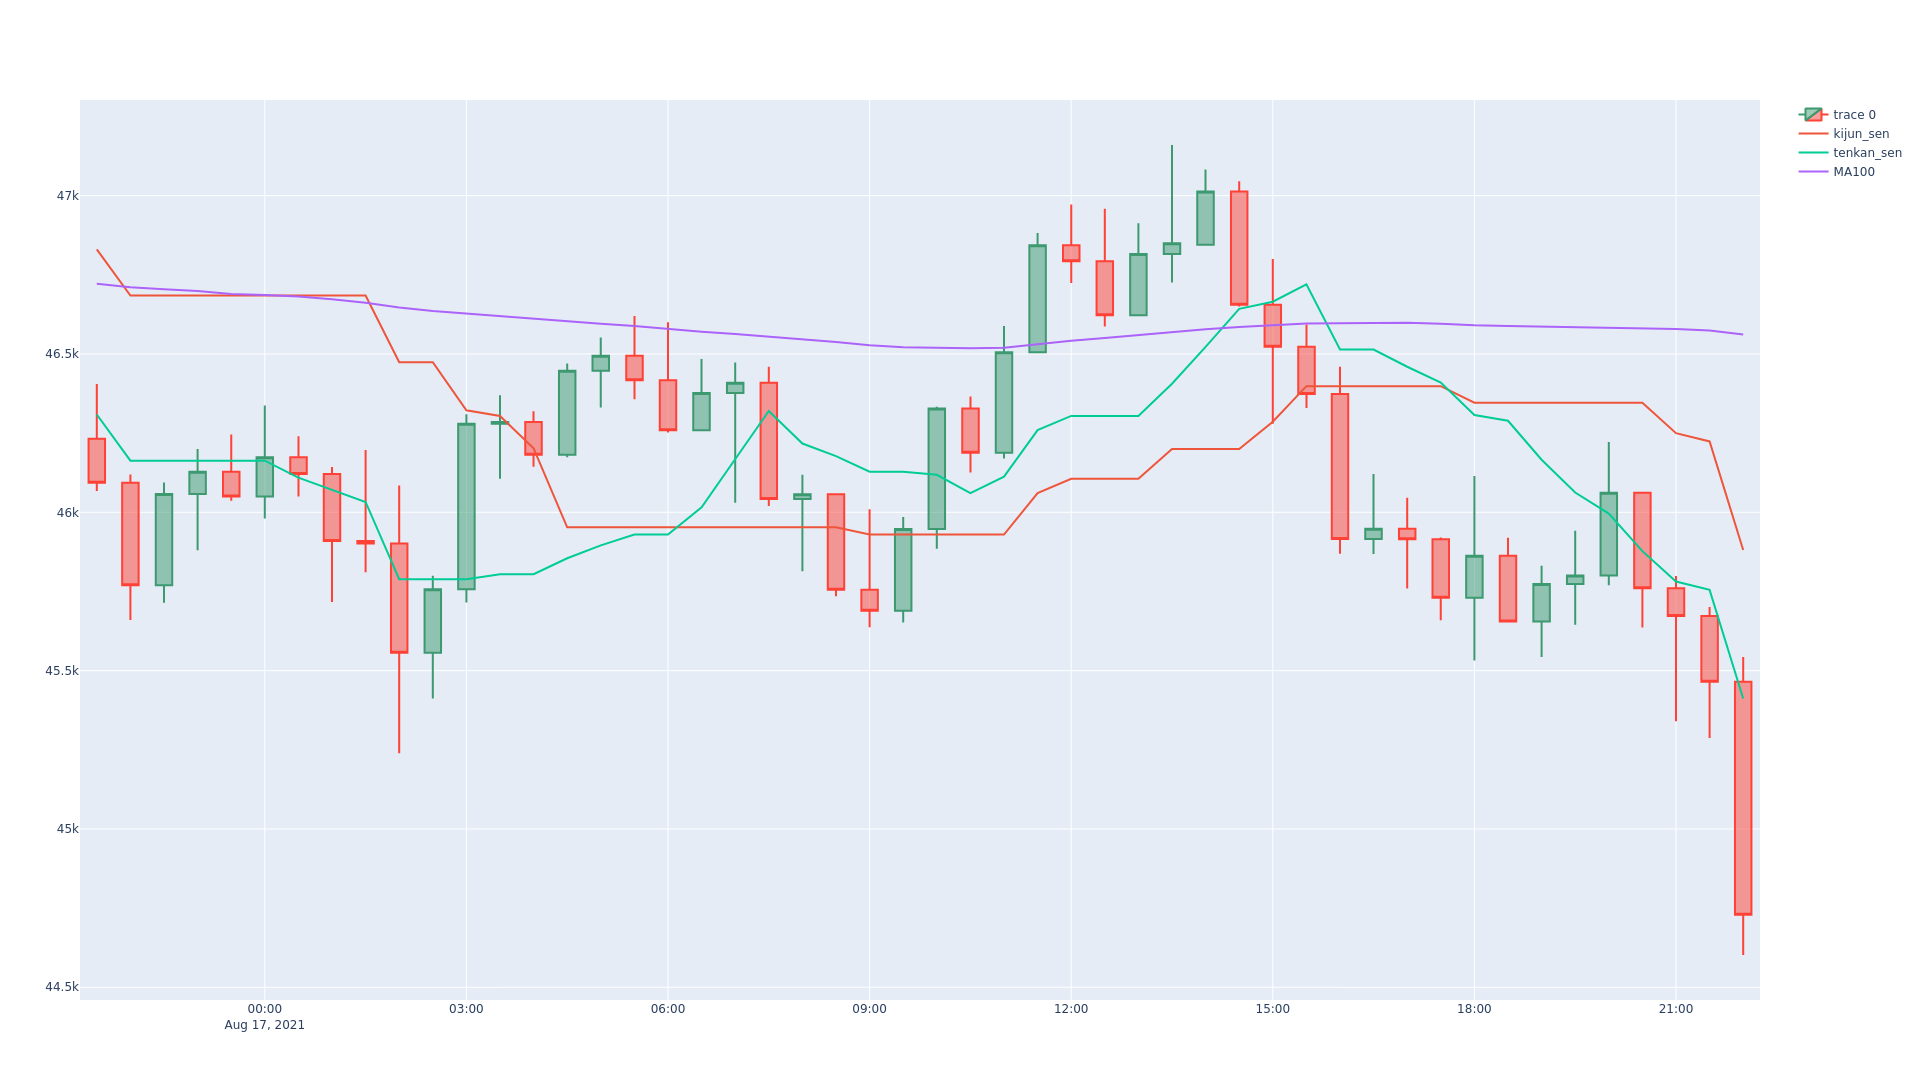 trace 0
kijun_sen
tenkan_sen
MA100
47k
46.5k
46k
45.5k
45k
44.5k
00:00
Aug 17, 2021
03:00
06:00
09:00
12:00
15:00
18:00
21:00